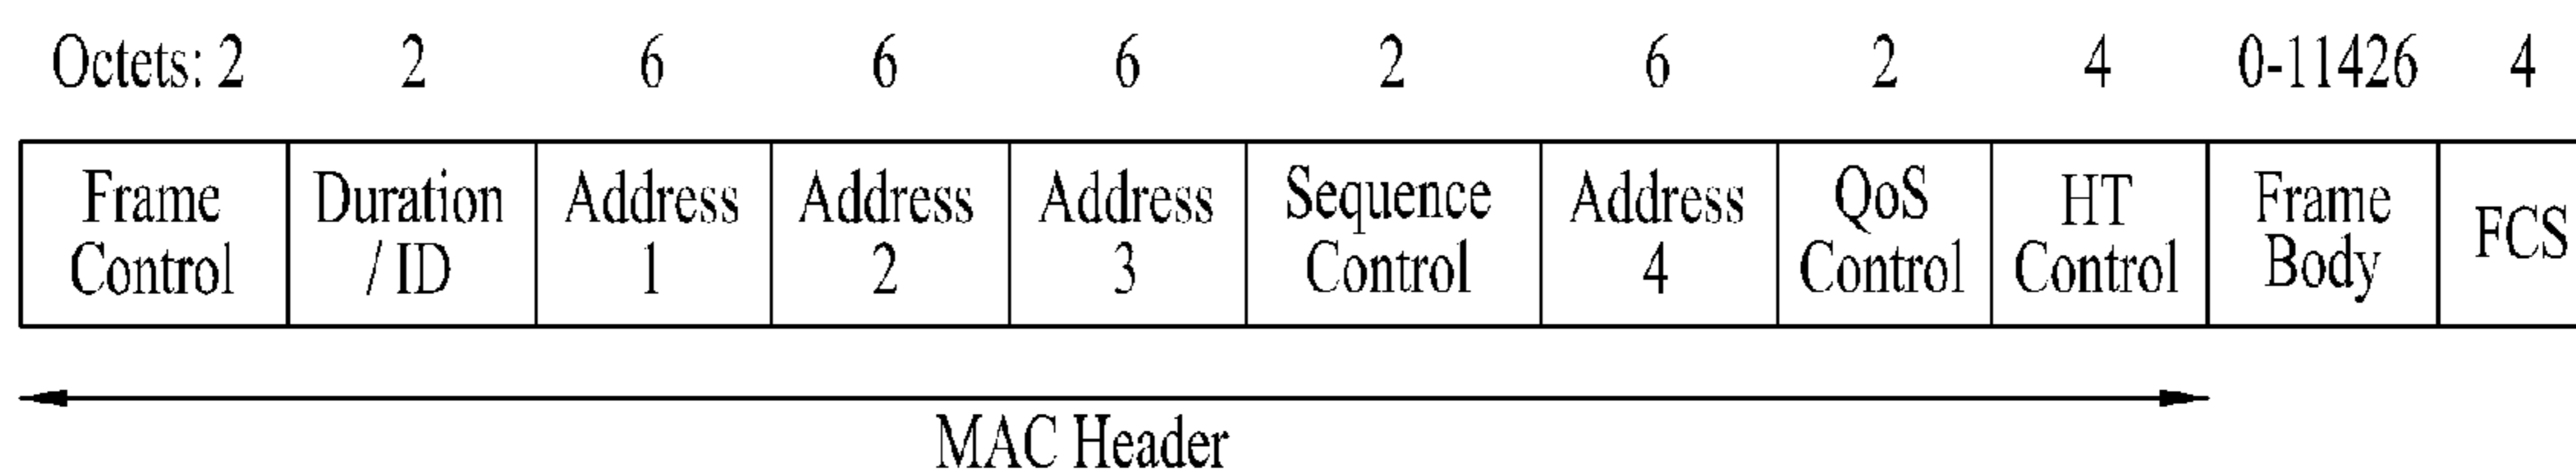 Octets: 2 2 6 6 6 2 6 2 4 0-11426 4
Frame Control
Duration / ID
Address 1
Address 2
Address 3
Sequence Control
Address 4
QoS Control
HT Control
Frame Body
FCS
MAC Header